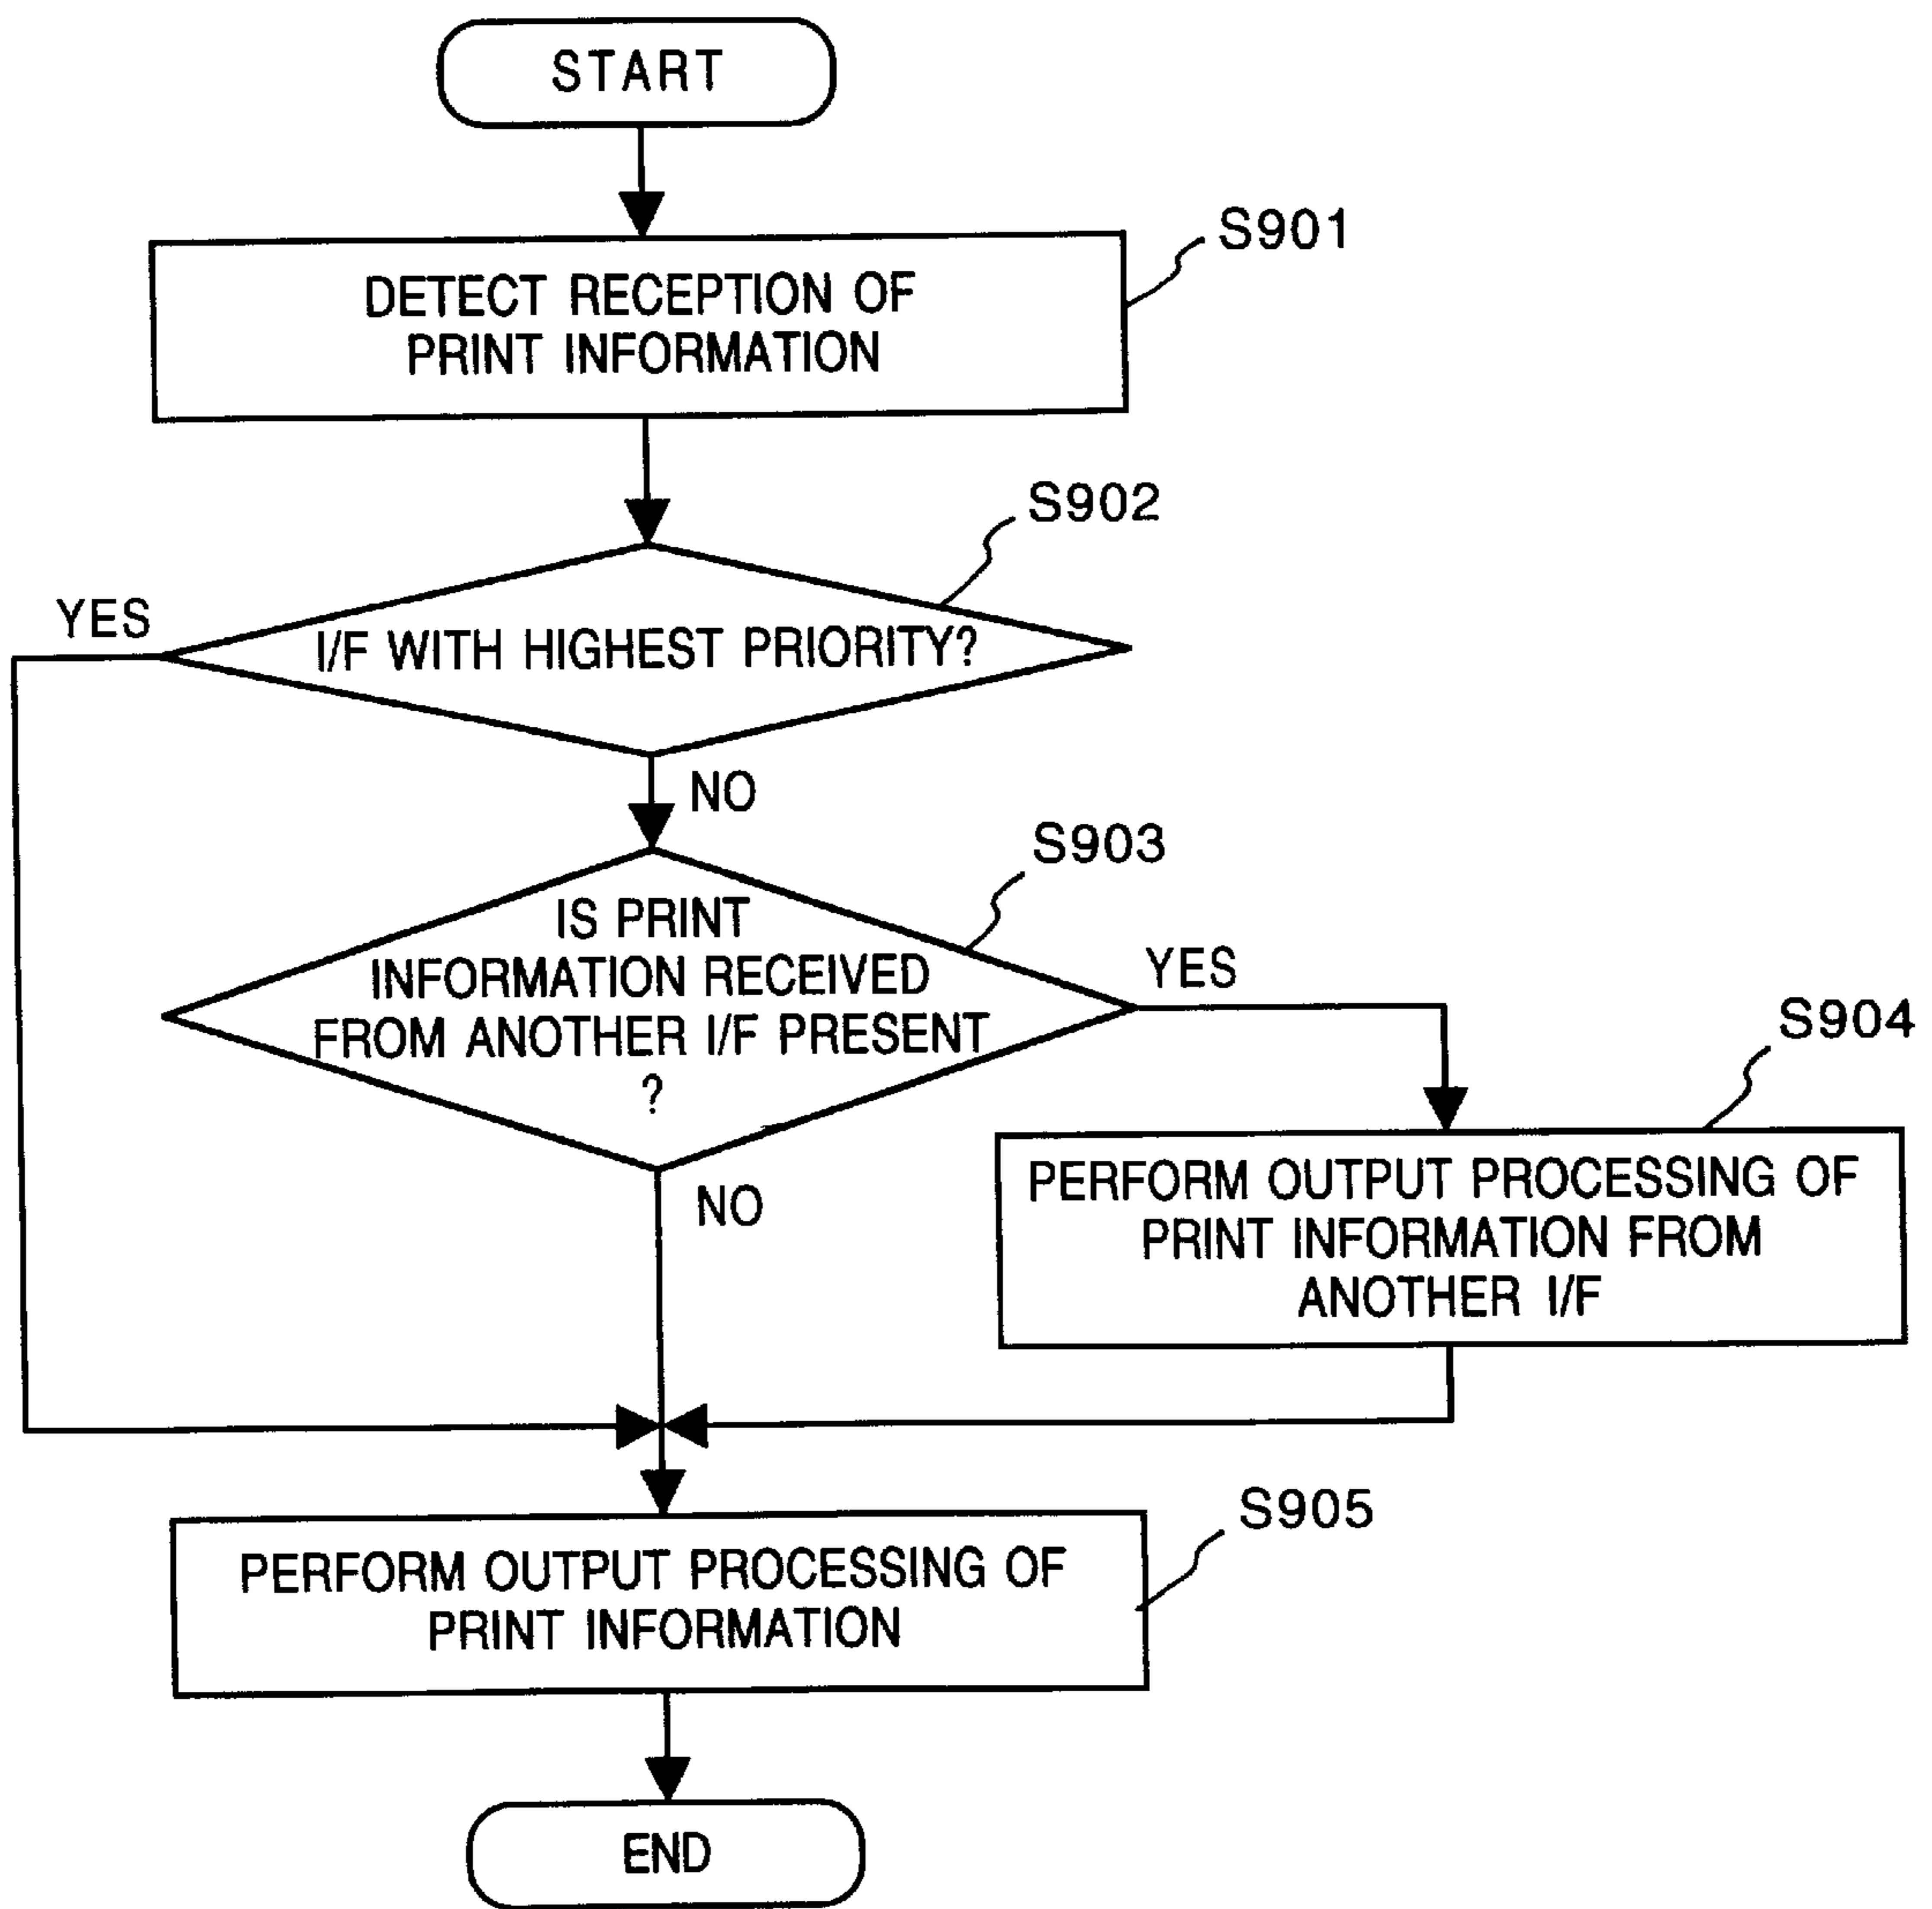 START
S901
DETECT RECEPTION OF
PRINT INFORMATION
S902
YES
I/F WITH HIGHEST PRIORITY?
NO
S903
IS PRINT
INFORMATION RECEIVED
FROM ANOTHER I/F PRESENT
?
YES
S904
PERFORM OUTPUT PROCESSING OF
PRINT INFORMATION FROM
ANOTHER I/F
NO
S905
PERFORM OUTPUT PROCESSING OF
PRINT INFORMATION
END